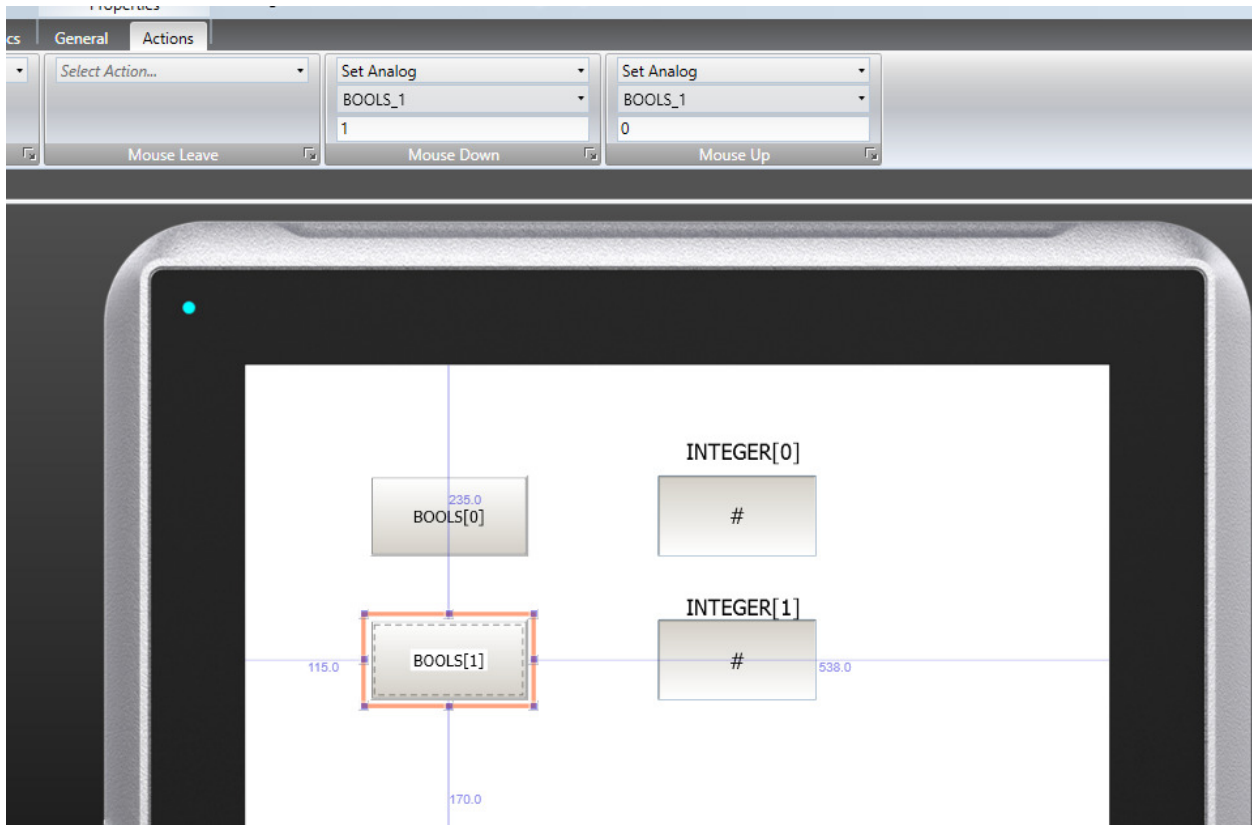 Properties
cs General Actions
Select Action... Set Analog Set Analog
BOOLS_1 BOOLS_1
1 0
Mouse Leave Mouse Down Mouse Up
INTEGER[0]
235.0
BOOLS[0] #
INTEGER[1]
BOOLS[1] #
115.0 538.0
170.0